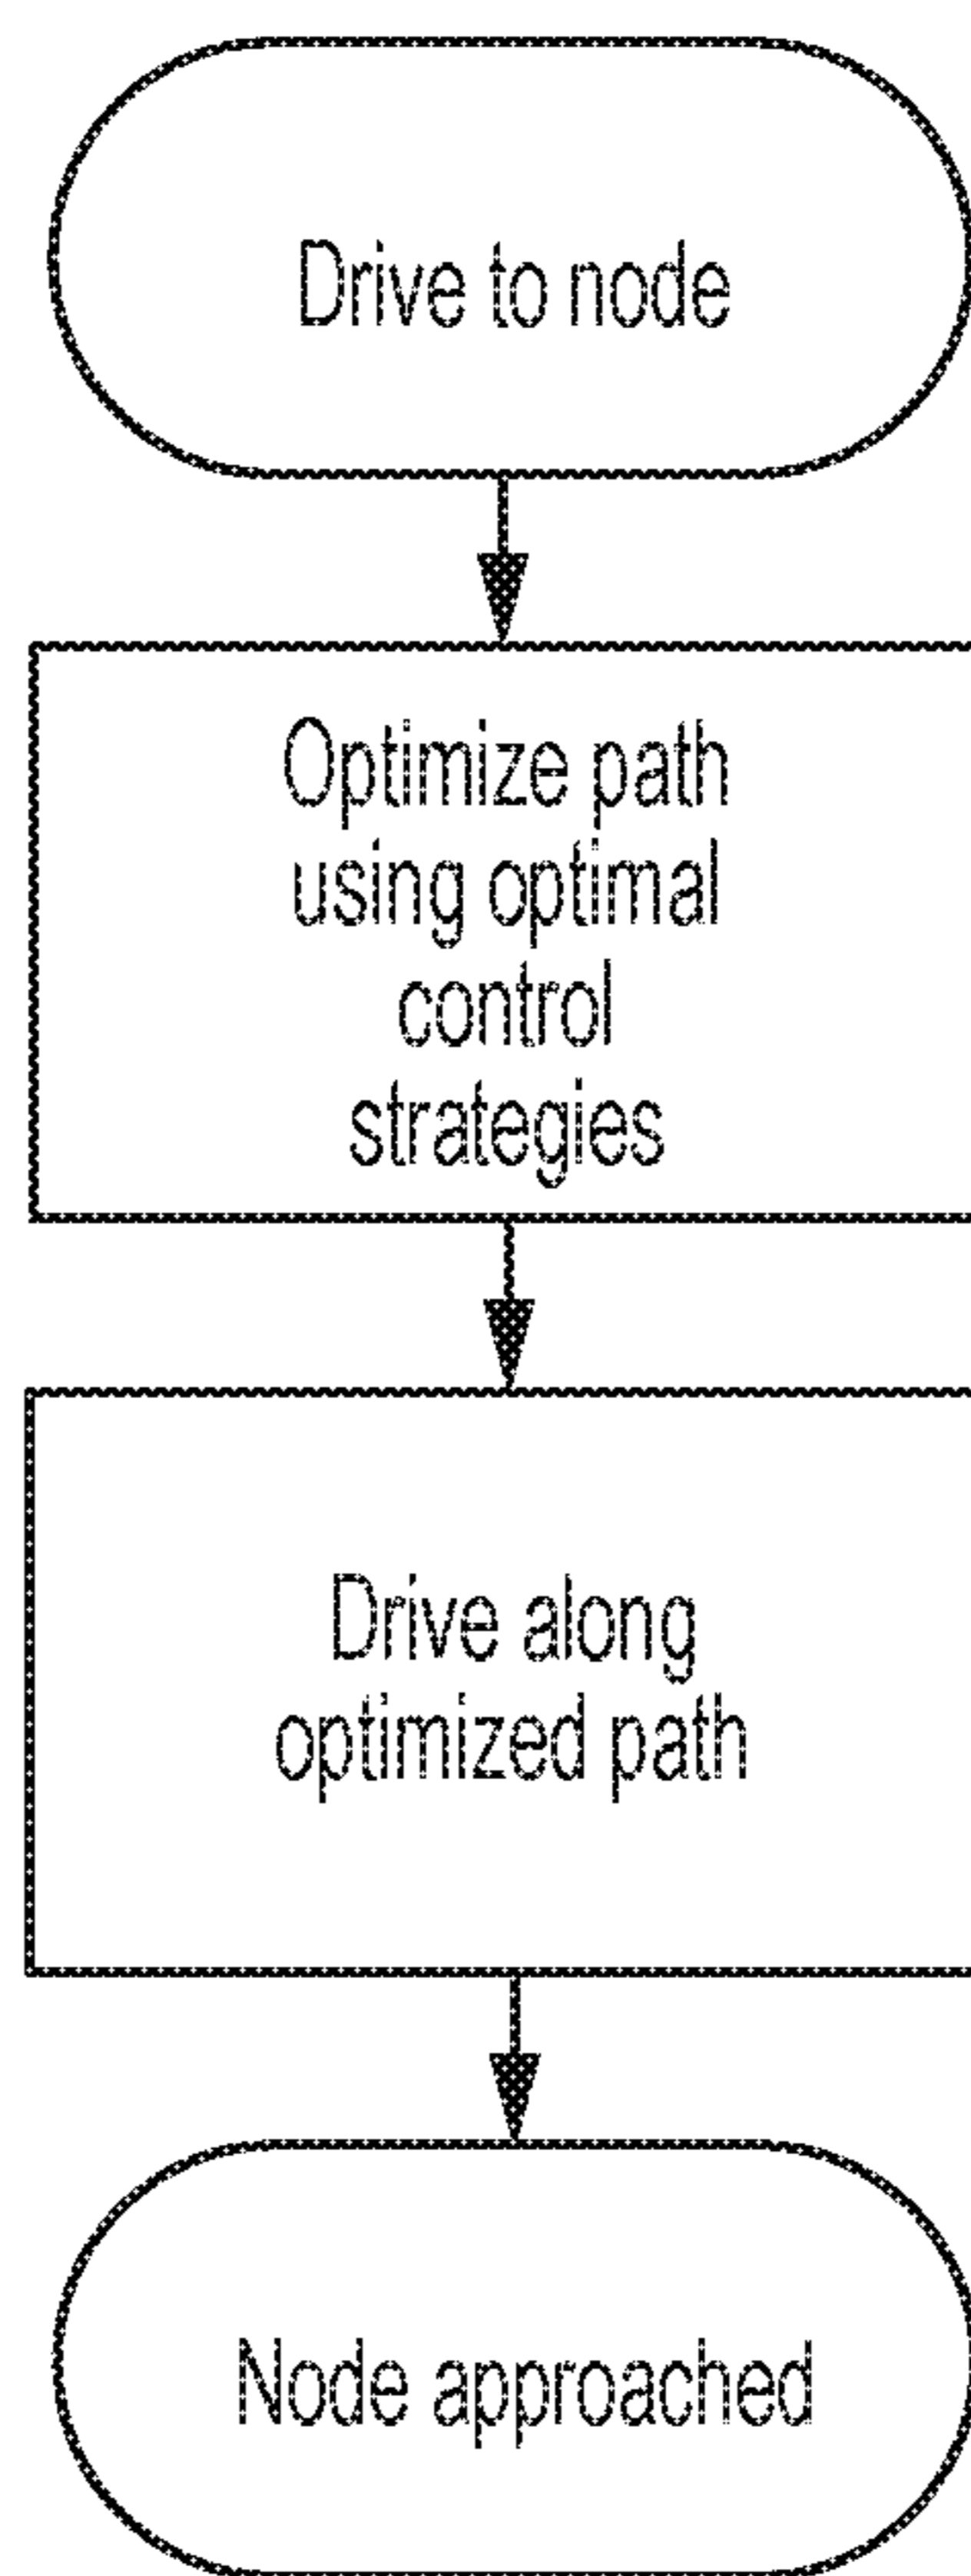 Drive to node
Optimize path
using optimal
control
strategies
Drive along
optimized path
Node approached